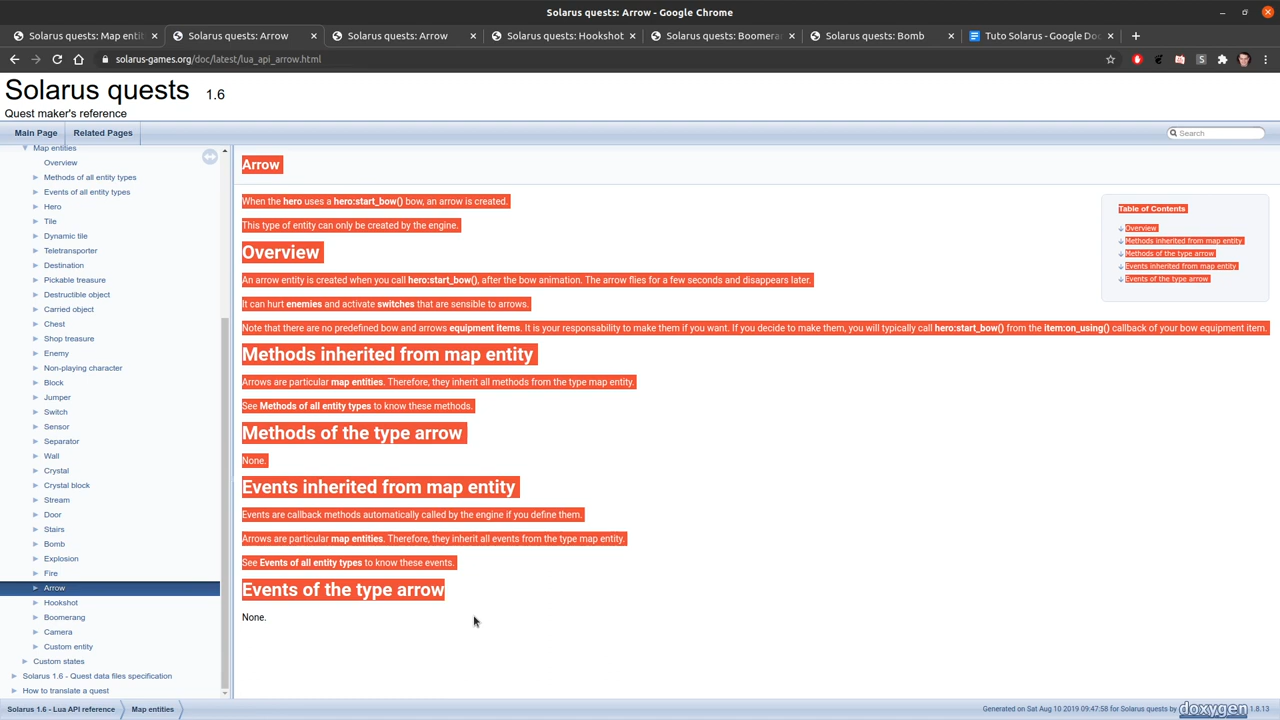 Solarus quests: Arrow - Google Chrome
Solarus quests: Map entit
Solarus quests: Arrow
Solarus quests: Arrow
Solarus quests: Hookshot
Solarus quests: Boomeran
Solarus quests: Bomb
Tuto Solarus - Google Doc
solarus-games.org/doc/latest/lua_api_arrow.html
Solarus quests 1.6
Quest maker's reference
Main Page
Related Pages
Search
Map entities
Overview
Methods of all entity types
Events of all entity types
Hero
Tile
Dynamic tile
Teletransporter
Destination
Pickable treasure
Destructible object
Carried object
Chest
Shop treasure
Enemy
Non-playing character
Block
Jumper
Switch
Sensor
Separator
Wall
Crystal
Crystal block
Stream
Door
Stairs
Bomb
Explosion
Fire
Arrow
Hookshot
Boomerang
Camera
Custom entity
Custom states
Solarus 1.6 - Quest data files specification
How to translate a quest
Arrow
When the hero uses a hero:start_bow() bow, an arrow is created.
This type of entity can only be created by the engine.
Overview
An arrow entity is created when you call hero:start_bow(), after the bow animation. The arrow flies for a few seconds and disappears later.
It can hurt enemies and activate switches that are sensible to arrows.
Note that there are no predefined bow and arrows equipment items. It is your responsability to make them if you want. If you decide to make them, you will typically call hero:start_bow() from the item:on_using() callback of your bow equipment item.
Methods inherited from map entity
Arrows are particular map entities. Therefore, they inherit all methods from the type map entity.
See Methods of all entity types to know these methods.
Methods of the type arrow
None.
Events inherited from map entity
Events are callback methods automatically called by the engine if you define them.
Arrows are particular map entities. Therefore, they inherit all events from the type map entity.
See Events of all entity types to know these events.
Events of the type arrow
None.
Table of Contents
Overview
Methods inherited from map entity
Methods of the type arrow
Events inherited from map entity
Events of the type arrow
Solarus 1.6 - Lua API reference
Map entities
Generated on Sat Aug 10 2019 09:47:58 for Solarus quests by doxygen 1.8.13